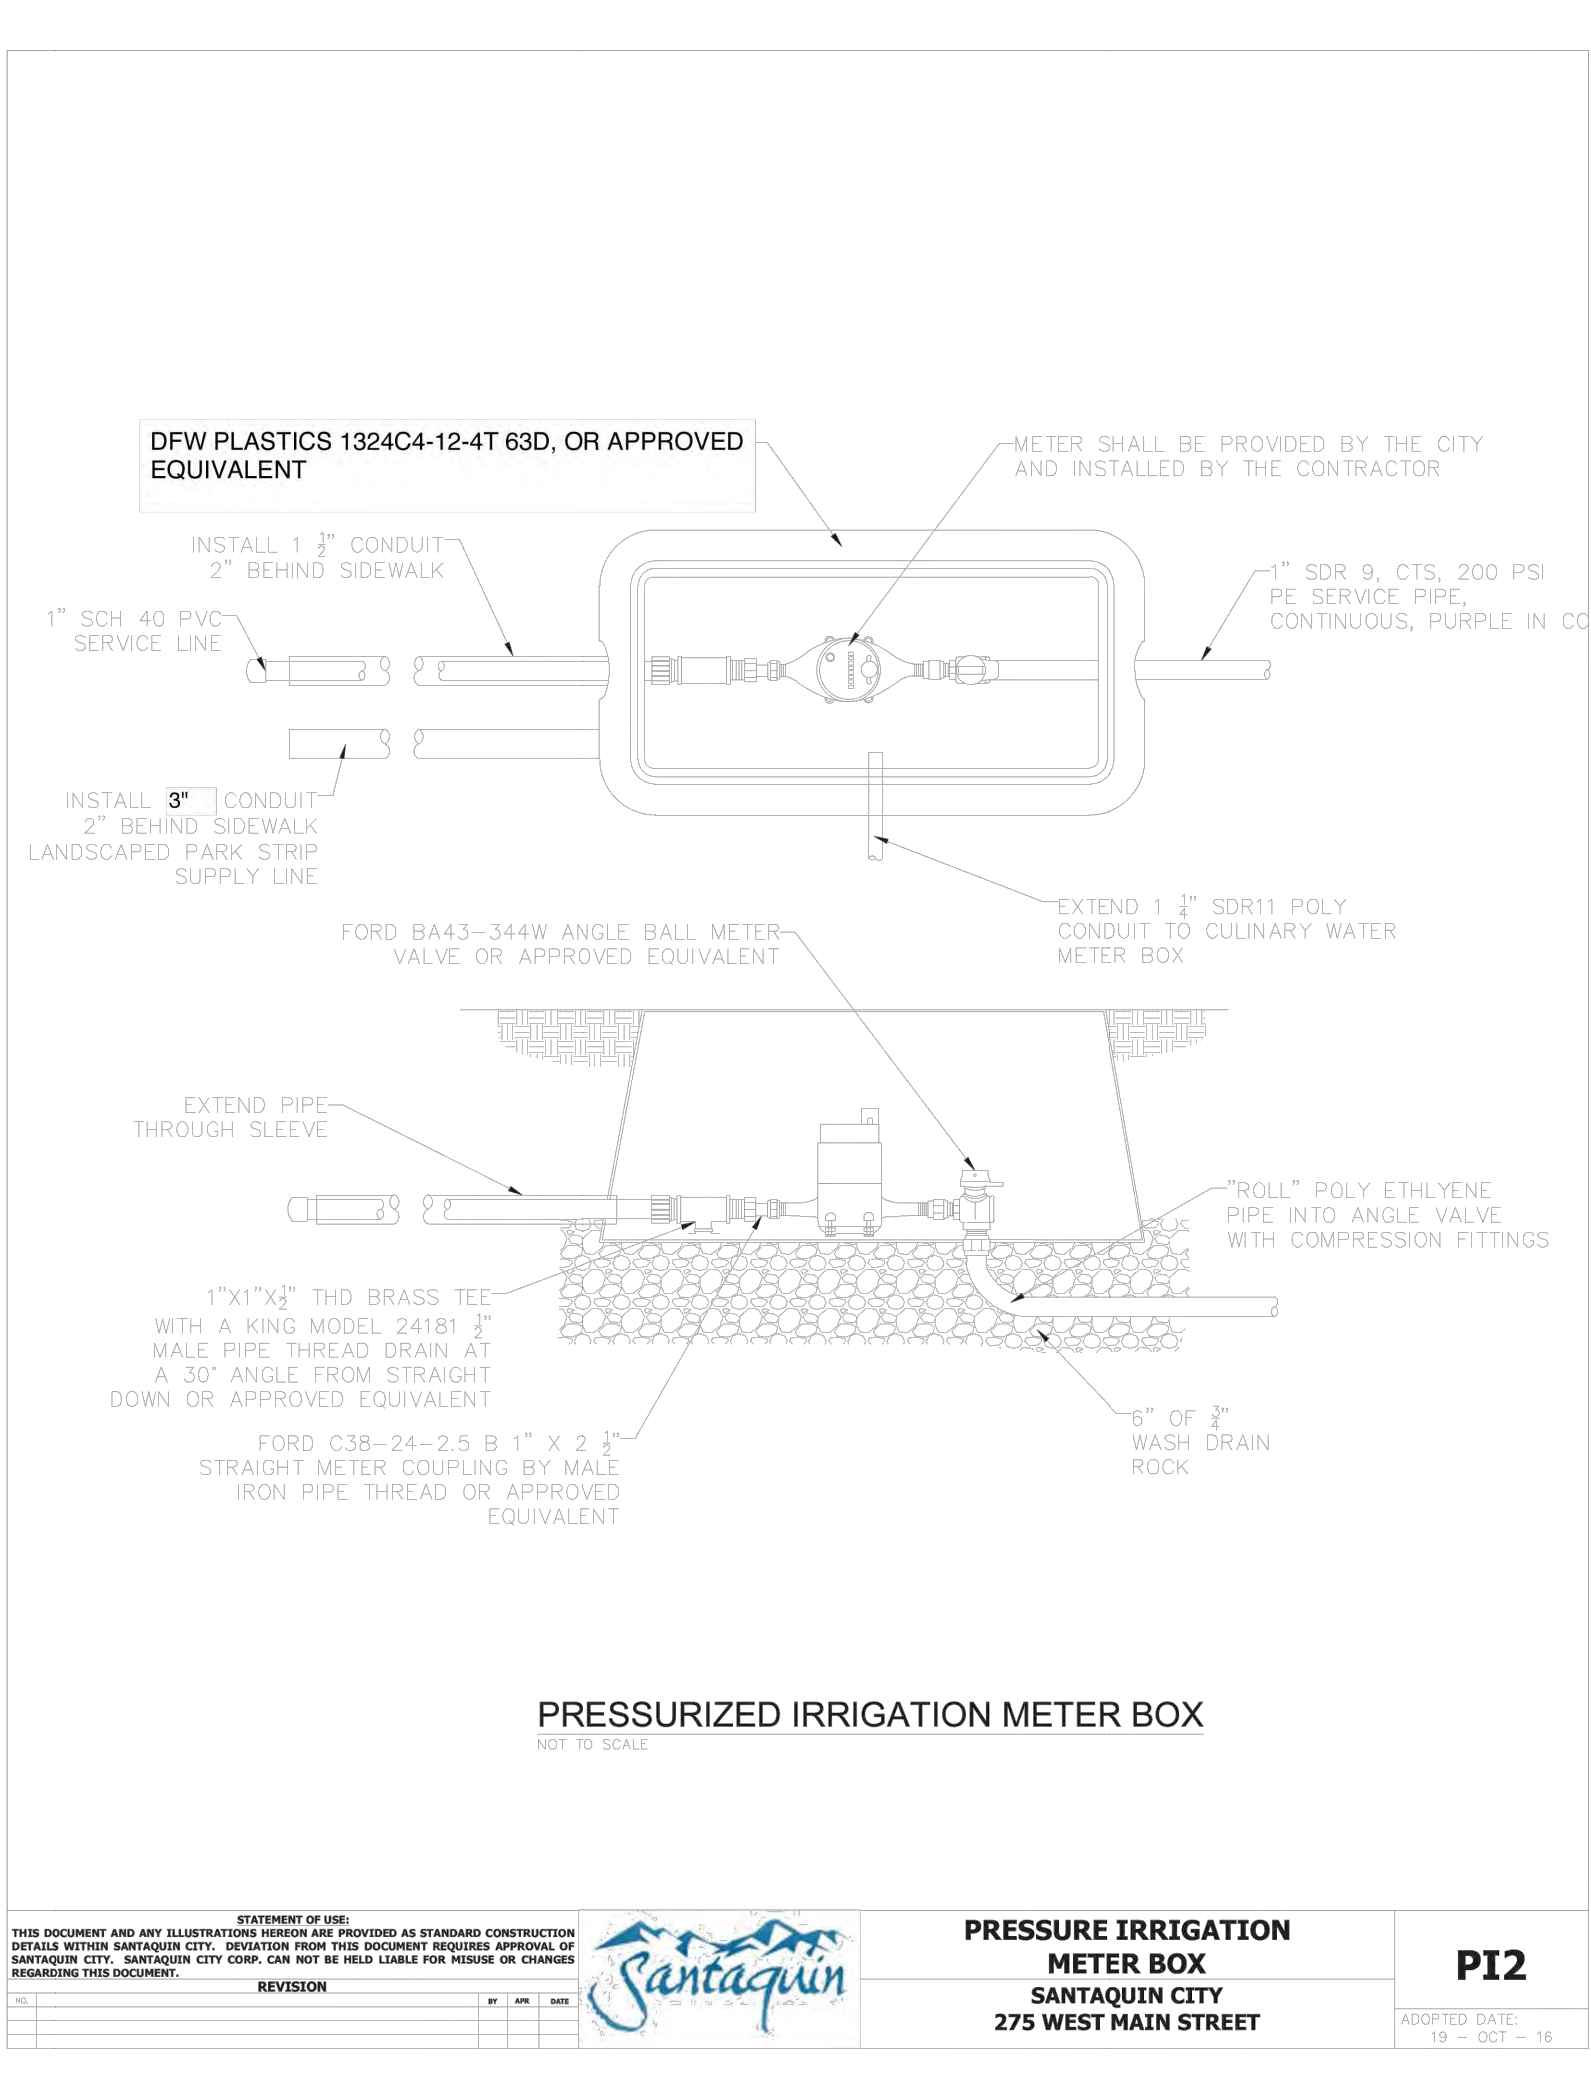 DFW PLASTICS 1324C4-12-4T 63D, OR APPROVED
EQUIVALENT
METER SHALL BE PROVIDED BY THE CITY
AND INSTALLED BY THE CONTRACTOR
INSTALL 1 1/2" CONDUIT
2" BEHIND SIDEWALK
1" SDR 9, CTS, 200 PSI
PE SERVICE PIPE,
CONTINUOUS, PURPLE IN CO
1" SCH 40 PVC
SERVICE LINE
INSTALL 3" CONDUIT
2" BEHIND SIDEWALK
LANDSCAPED PARK STRIP
SUPPLY LINE
EXTEND 1 1/4" SDR11 POLY
CONDUIT TO CULINARY WATER
METER BOX
FORD BA43-344W ANGLE BALL METER
VALVE OR APPROVED EQUIVALENT
EXTEND PIPE
THROUGH SLEEVE
"ROLL" POLY ETHLYENE
PIPE INTO ANGLE VALVE
WITH COMPRESSION FITTINGS
1"X1"X1/2" THD BRASS TEE
WITH A KING MODEL 24181 1/2"
MALE PIPE THREAD DRAIN AT
A 30° ANGLE FROM STRAIGHT
DOWN OR APPROVED EQUIVALENT
6" OF 3/4"
WASH DRAIN
ROCK
FORD C38-24-2.5 B 1" X 2 1/2"
STRAIGHT METER COUPLING BY MALE
IRON PIPE THREAD OR APPROVED
EQUIVALENT
PRESSURIZED IRRIGATION METER BOX
NOT TO SCALE
STATEMENT OF USE:
THIS DOCUMENT AND ANY ILLUSTRATIONS HEREON ARE PROVIDED AS STANDARD CONSTRUCTION
DETAILS WITHIN SANTAQUIN CITY. DEVIATION FROM THIS DOCUMENT REQUIRES APPROVAL OF
SANTAQUIN CITY. SANTAQUIN CITY CORP. CAN NOT BE HELD LIABLE FOR MISUSE OR CHANGES
REGARDING THIS DOCUMENT.
REVISION
NO. BY APR DATE
Santaquin
PRESSURE IRRIGATION
METER BOX
SANTAQUIN CITY
275 WEST MAIN STREET
PI2
ADOPTED DATE:
19 - OCT - 16